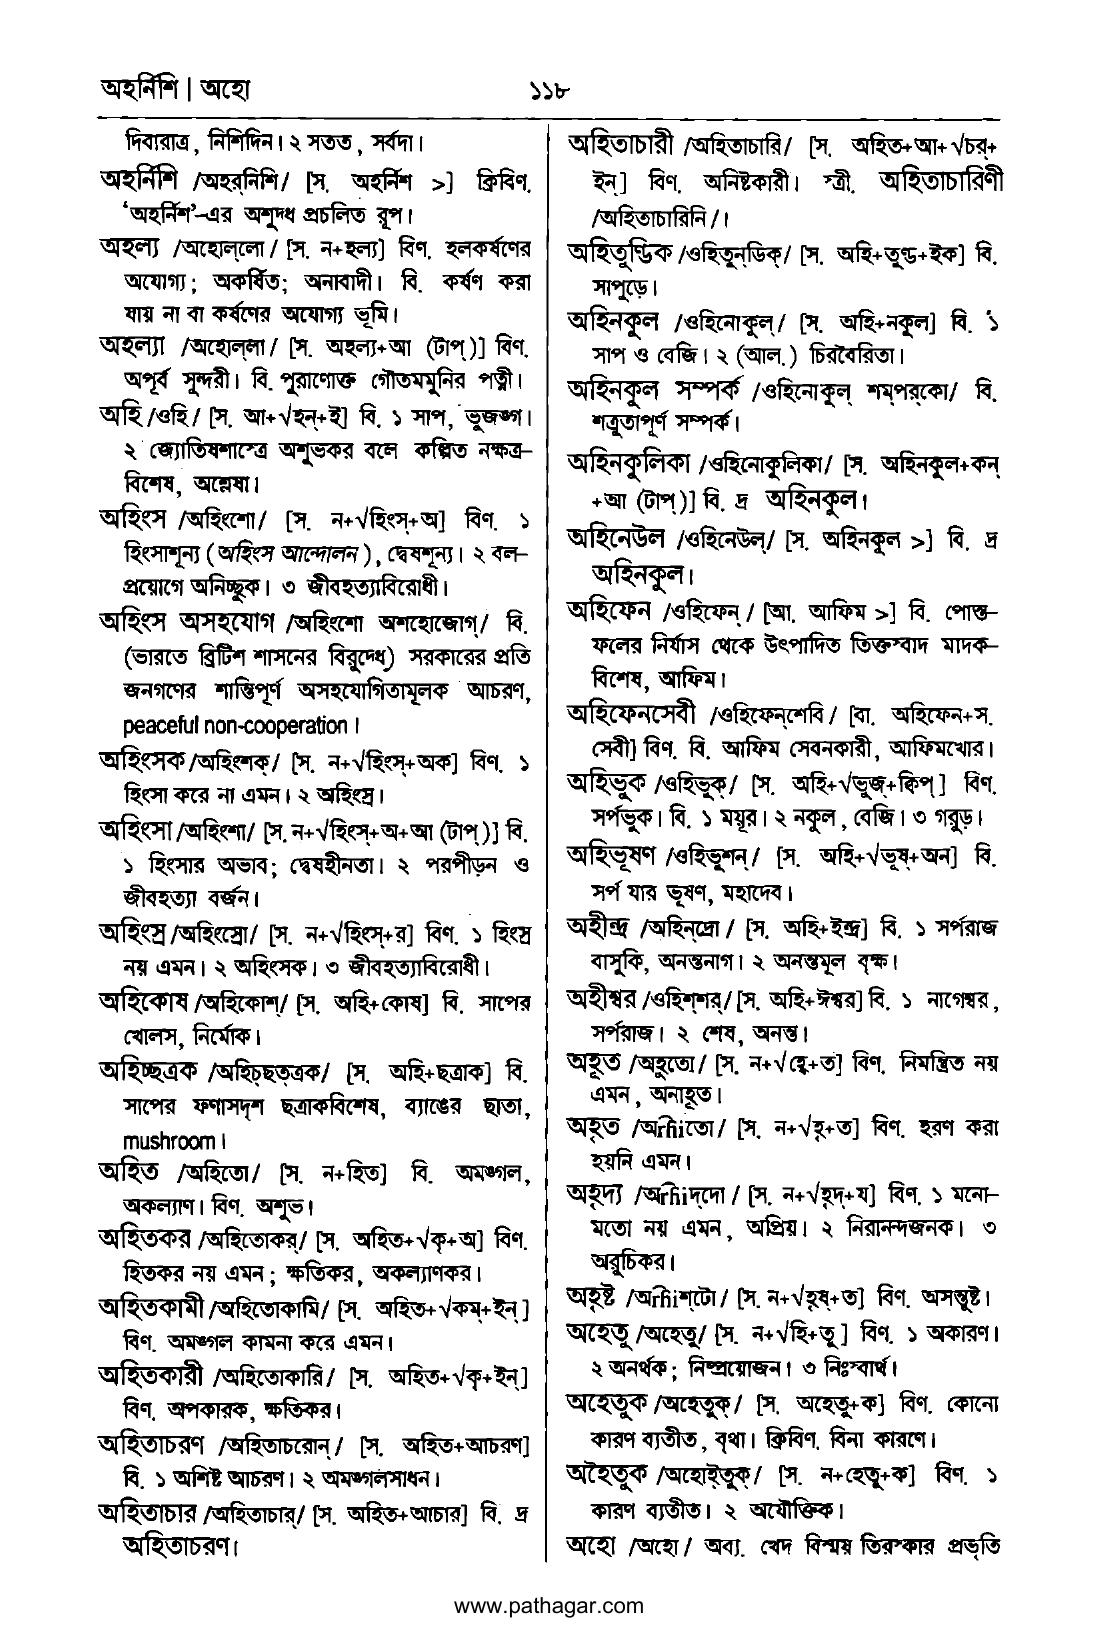 অহর্নিশি | অহো
১১৮
দিবারাত্র, নিশিদিন। ২ সতত, সর্বদা।
অহর্নিশি /অহর্‌নিশি/ [স. অহর্নিশ >] ক্রিবিণ.
‘অহর্নিশ’-এর অশুদ্ধ প্রচলিত রূপ।
অহল্য /অহোল্‌লো/ [স. ন+হল্য] বিণ. হলকর্ষণের
অযোগ্য; অকর্ষিত; অনাবাদী। বি. কর্ষণ করা
যায় না বা কর্ষণের অযোগ্য ভূমি।
অহল্যা /অহোল্‌লা/ [স. অহল্য+আ (টাপ্‌)] বিণ.
অপূর্ব সুন্দরী। বি. পুরাণোক্ত গৌতমমুনির পত্নী।
অহি /ওহি/ [স. আ+√হন্‌+ই] বি. ১ সাপ, ভুজঙ্গ।
২ জ্যোতিষশাস্ত্রে অশুভকর বলে কল্পিত নক্ষত্র-
বিশেষ, অশ্লেষা।
অহিংস /অহিংশো/ [স. ন+√হিংস্‌+অ] বিণ. ১
হিংসাশূন্য (অহিংস আন্দোলন), দ্বেষশূন্য। ২ বল-
প্রয়োগে অনিচ্ছুক। ৩ জীবহত্যাবিরোধী।
অহিংস অসহযোগ /অহিংশো অশহোজোগ্‌/ বি.
(ভারতে ব্রিটিশ শাসনের বিরুদ্ধে) সরকারের প্রতি
জনগণের শান্তিপূর্ণ অসহযোগিতামূলক আচরণ,
peaceful non-cooperation।
অহিংসক /অহিংশক্‌/ [স. ন+√হিংস্‌+অক] বিণ. ১
হিংসা করে না এমন। ২ অহিংস্র।
অহিংসা /অহিংশা/ [স. ন+√হিংস্‌+অ+আ (টাপ্‌)] বি.
১ হিংসার অভাব; দ্বেষহীনতা। ২ পরপীড়ন ও
জীবহত্যা বর্জন।
অহিংস্র /অহিংস্রো/ [স. ন+√হিংস্‌+র] বিণ. ১ হিংস্র
নয় এমন। ২ অহিংসক। ৩ জীবহত্যাবিরোধী।
অহিকোষ /অহিকোশ্‌/ [স. অহি+কোষ] বি. সাপের
খোলস, নির্মোক।
অহিচ্ছত্রক /অহিচ্‌ছত্‌ত্রক/ [স. অহি+ছত্রাক] বি.
সাপের ফণাসদৃশ ছত্রাকবিশেষ, ব্যাঙের ছাতা,
mushroom।
অহিত /অহিতো/ [স. ন+হিত] বি. অমঙ্গল,
অকল্যাণ। বিণ. অশুভ।
অহিতকর /অহিতোকর্‌/ [স. অহিত+√কৃ+অ] বিণ.
হিতকর নয় এমন; ক্ষতিকর, অকল্যাণকর।
অহিতকামী /অহিতোকামি/ [স. অহিত+√কম্‌+ইন্‌]
বিণ. অমঙ্গল কামনা করে এমন।
অহিতকারী /অহিতোকারি/ [স. অহিত+√কৃ+ইন্‌]
বিণ. অপকারক, ক্ষতিকর।
অহিতাচরণ /অহিতাচরোন্‌/ [স. অহিত+আচরণ]
বি. ১ অশিষ্ট আচরণ। ২ অমঙ্গলসাধন।
অহিতাচার /অহিতাচার্‌/ [স. অহিত+আচার] বি. দ্র
অহিতাচরণ।
অহিতাচারী /অহিতাচারি/ [স. অহিত+আ+√চর্‌+
ইন্‌] বিণ. অনিষ্টকারী। স্ত্রী. অহিতাচারিণী
/অহিতাচারিনি/।
অহিতুণ্ডিক /ওহিতুন্‌ডিক্‌/ [স. অহি+তুণ্ড+ইক] বি.
সাপুড়ে।
অহিনকুল /ওহিনোকুল্‌/ [স. অহি+নকুল] বি. ১
সাপ ও বেজি। ২ (আল.) চিরবৈরিতা।
অহিনকুল সম্পর্ক /ওহিনোকুল্‌ শম্‌পর্‌কো/ বি.
শত্রুতাপূর্ণ সম্পর্ক।
অহিনকুলিকা /ওহিনোকুলিকা/ [স. অহিনকুল+কন
+আ (টাপ্‌)] বি. দ্র অহিনকুল।
অহিনেউল /ওহিনেউল্‌/ [স. অহিনকুল >] বি. দ্র
অহিনকুল।
অহিফেন /ওহিফেন্‌/ [আ. আফিম >] বি. পোস্ত-
ফলের নির্যাস থেকে উৎপাদিত তিক্তস্বাদ মাদক-
বিশেষ, আফিম।
অহিফেনসেবী /ওহিফেন্‌শেবি/ [বা. অহিফেন+স.
সেবী] বিণ. বি. আফিম সেবনকারী, আফিমখোর।
অহিভুক /ওহিভুক্‌/ [স. অহি+√ভুজ্‌+ক্বিপ্‌] বিণ.
সর্পভুক। বি. ১ ময়ূর। ২ নকুল, বেজি। ৩ গরুড়।
অহিভূষণ /ওহিভুশন্‌/ [স. অহি+√ভূষ্‌+অন] বি.
সর্প যার ভূষণ, মহাদেব।
অহীন্দ্র /অহিন্‌দ্রো/ [স. অহি+ইন্দ্র] বি. ১ সর্পরাজ
বাসুকি, অনন্তনাগ। ২ অনন্তমূল বৃক্ষ।
অহীশ্বর /ওহিশ্‌শর্‌/ [স. অহি+ঈশ্বর] বি. ১ নাগেশ্বর,
সর্পরাজ। ২ শেষ, অনন্ত।
অহূত /অহুতো/ [স. ন+√হ্বে+ত] বিণ. নিমন্ত্রিত নয়
এমন, অনাহূত।
অহৃত /অrhiতো/ [স. ন+√হৃ+ত] বিণ. হরণ করা
হয়নি এমন।
অহৃদ্য /অrhiদ্‌দো/ [স. ন+√হৃদ্‌+য] বিণ. ১ মনো-
মতো নয় এমন, অপ্রিয়। ২ নিরানন্দজনক। ৩
অরুচিকর।
অহৃষ্ট /অrhiশ্‌টো/ [স. ন+√হৃষ্‌+ত] বিণ. অসন্তুষ্ট।
অহেতু /অহেতু/ [স. ন+√হি+তু] বিণ. ১ অকারণ।
২ অনর্থক; নিষ্প্রয়োজন। ৩ নিঃস্বার্থ।
অহেতুক /অহেতুক্‌/ [স. অহেতু+ক] বিণ. কোনো
কারণ ব্যতীত, বৃথা। ক্রিবিণ. বিনা কারণে।
অহৈতুক /অহোই্‌তুক্‌/ [স. ন+হেতু+ক] বিণ. ১
কারণ ব্যতীত। ২ অযৌক্তিক।
অহো /অহো/ অব্য. খেদ বিস্ময় তিরস্কার প্রভৃতি
www.pathagar.com